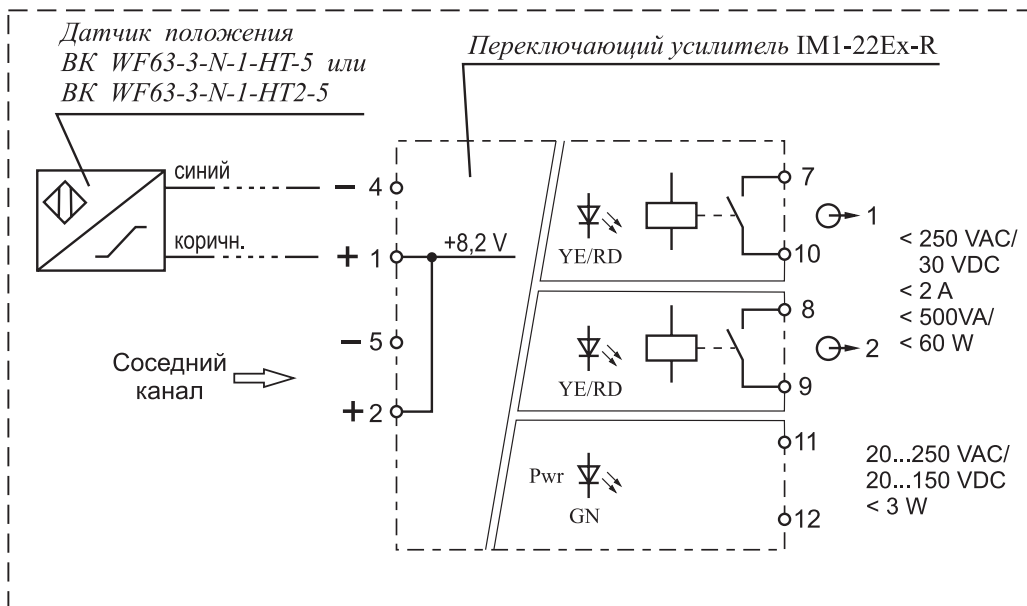 Датчик положения
ВК WF63-3-N-1-HT-5 или
ВК WF63-3-N-1-HT2-5
Переключающий усилитель IM1-22Ex-R
синий
− 4
коричн.
+ 1
+8,2 V
− 5
Соседний
канал
+ 2
YE/RD
7
10
1
< 250 VAC/
30 VDC
< 2 A
< 500VA/
< 60 W
YE/RD
8
9
2
Pwr
GN
11
12
20...250 VAC/
20...150 VDC
< 3 W